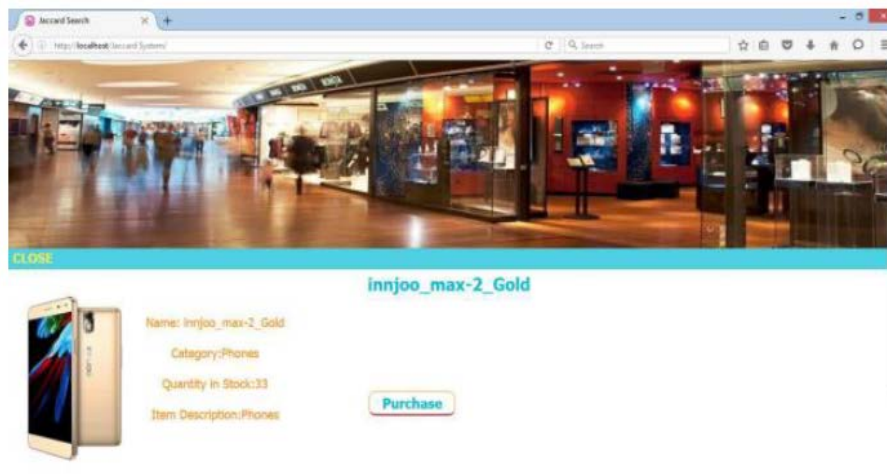 Jaccard Search
http://localhost/Jaccard System/
Search
CLOSE
innjoo_max-2_Gold
Name: innjoo_max-2_Gold
Category:Phones
Quantity in Stock:33
Item Description:Phones
Purchase